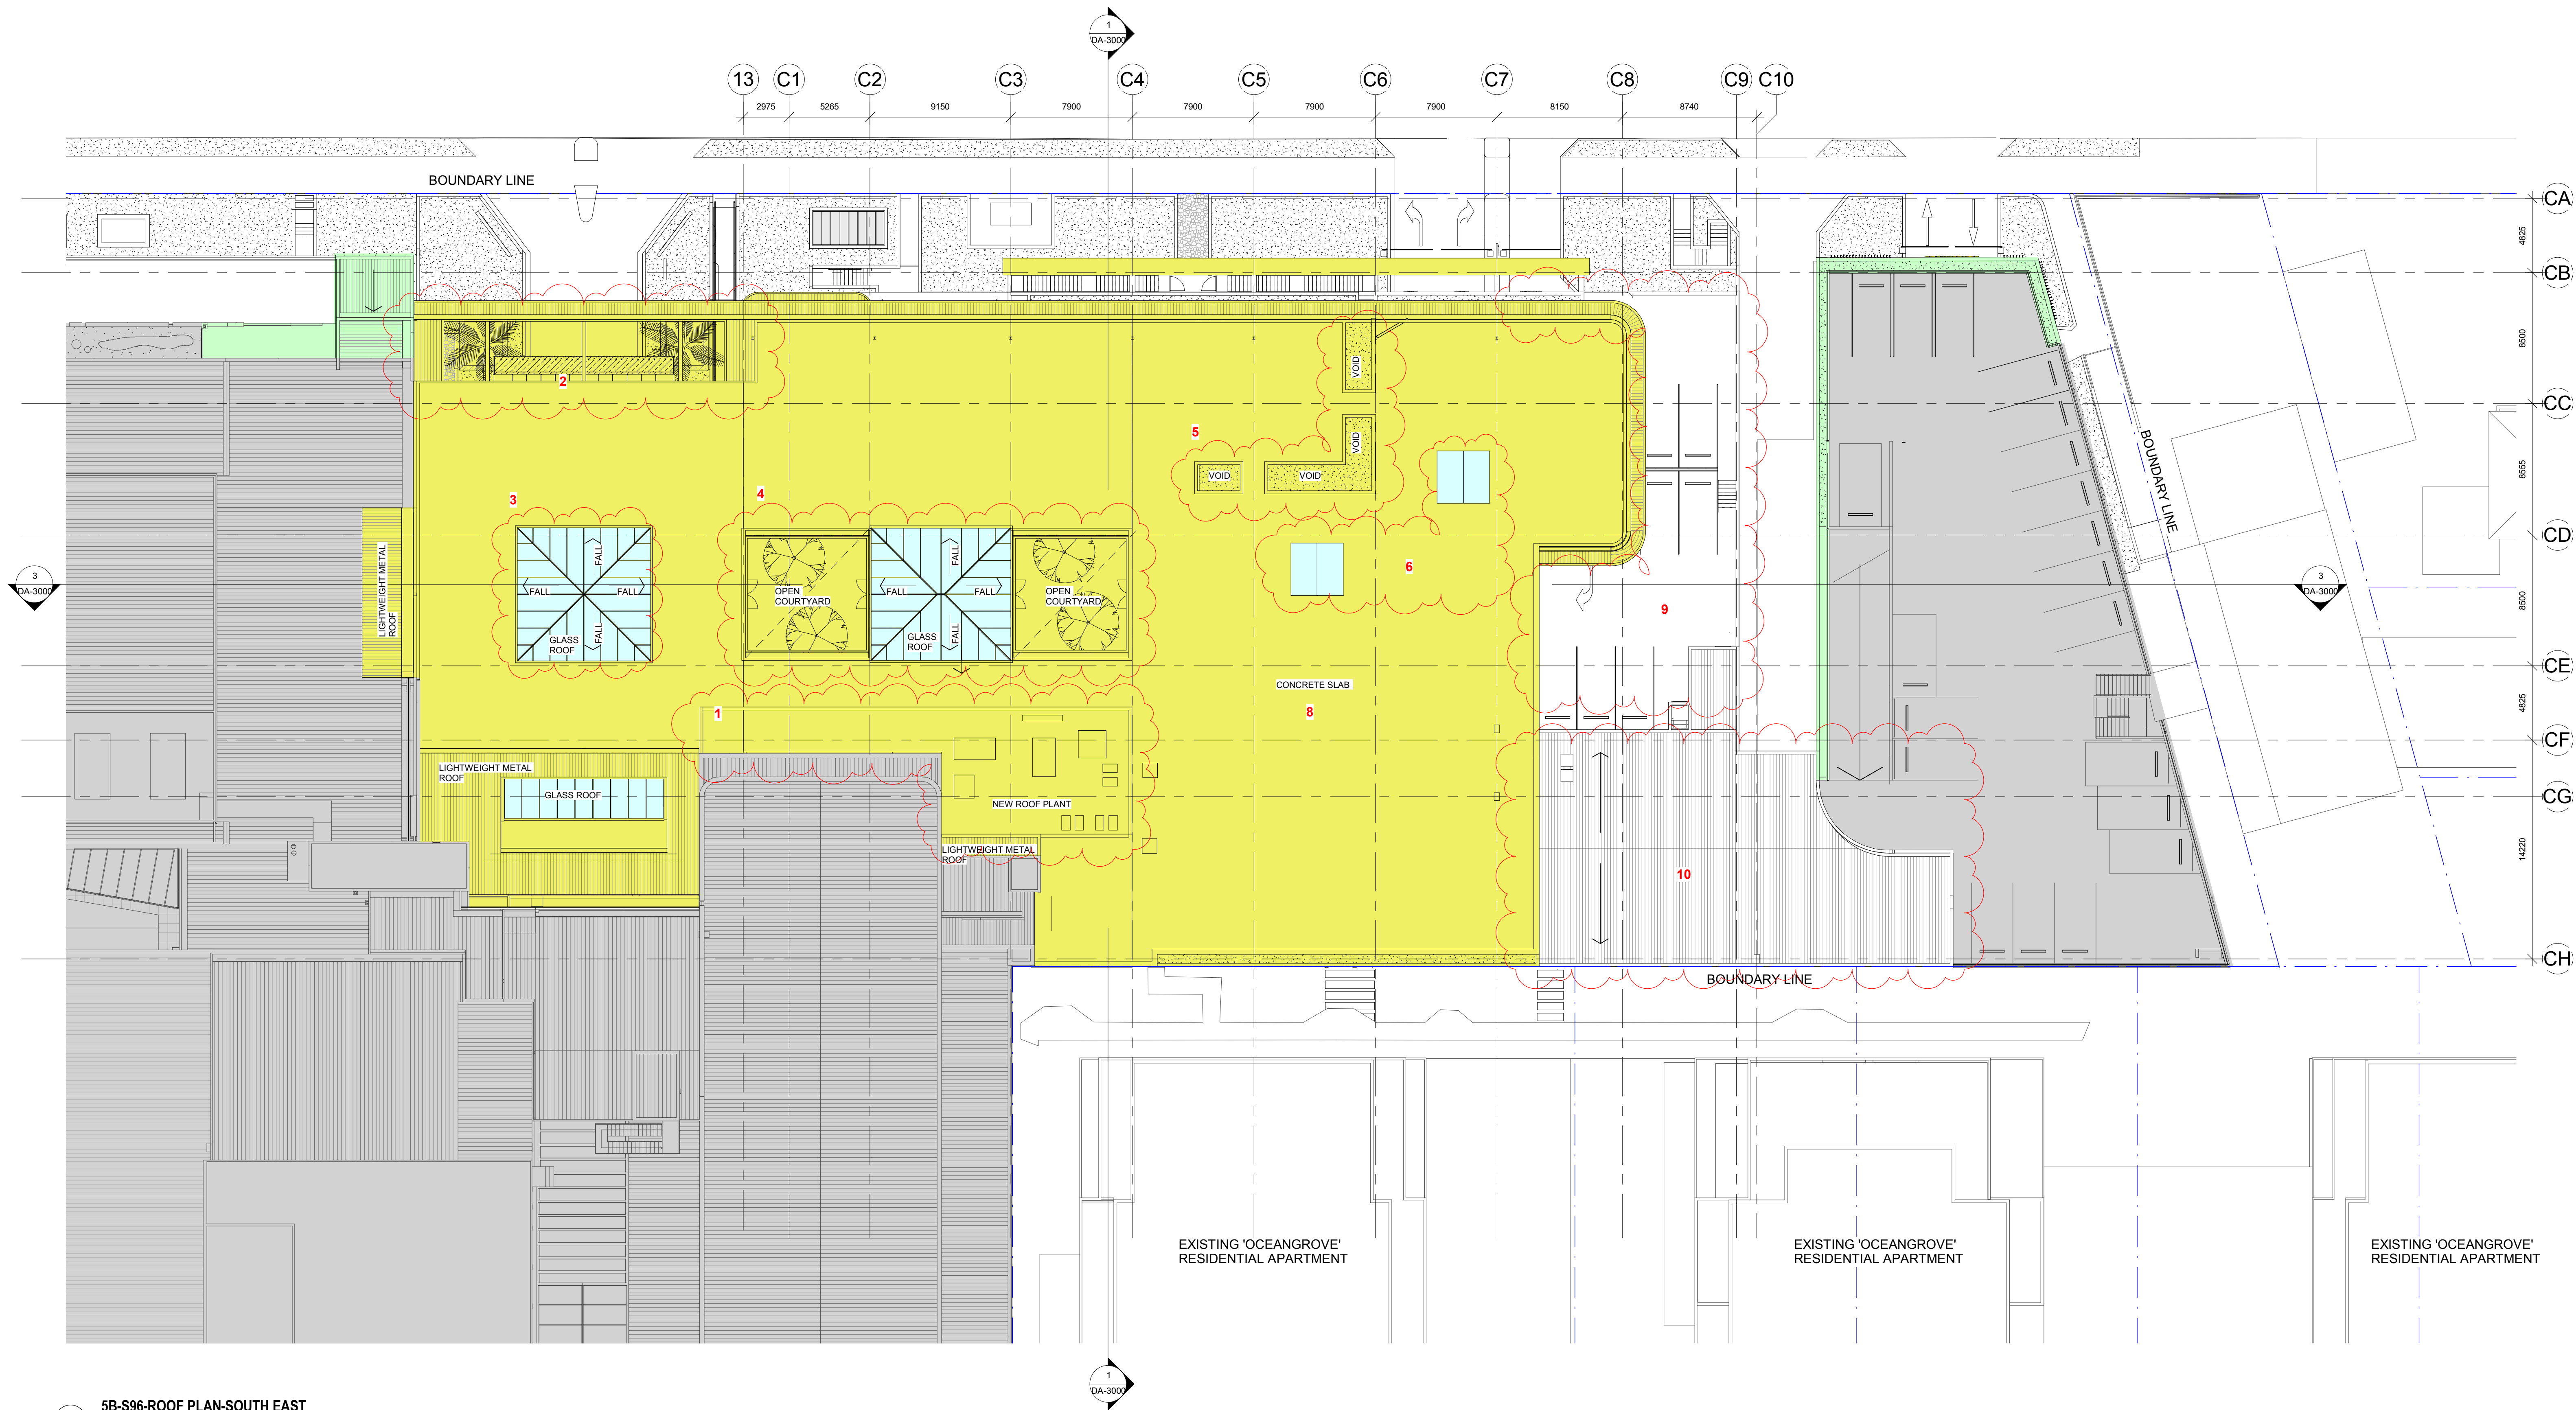 1
DA-3000
13
C1
C2
C3
C4
C5
C6
C7
C8
C9
C10
2975
5265
9150
7900
7900
7900
7900
8150
8740
BOUNDARY LINE
CA
4825
CB
8500
VOID
2
CC
BOUNDARY LINE
5
VOID
8555
VOID
VOID
4
3
CD
LIGHTWEIGHT METAL
ROOF
FALL
FALL
FALL
FALL
GLASS
ROOF
OPEN
COURTYARD
FALL
FALL
FALL
FALL
GLASS
ROOF
OPEN
COURTYARD
6
3
DA-3000
3
DA-3000
9
8500
CE
CONCRETE SLAB
1
8
4825
CF
LIGHTWEIGHT METAL
ROOF
GLASS ROOF
NEW ROOF PLANT
CG
LIGHTWEIGHT METAL
ROOF
14220
10
CH
BOUNDARY LINE
EXISTING 'OCEANGROVE'
RESIDENTIAL APARTMENT
EXISTING 'OCEANGROVE'
RESIDENTIAL APARTMENT
EXISTING 'OCEANGROVE'
RESIDENTIAL APARTMENT
1
DA-3000
5B-S96-ROOF PLAN-SOUTH EAST